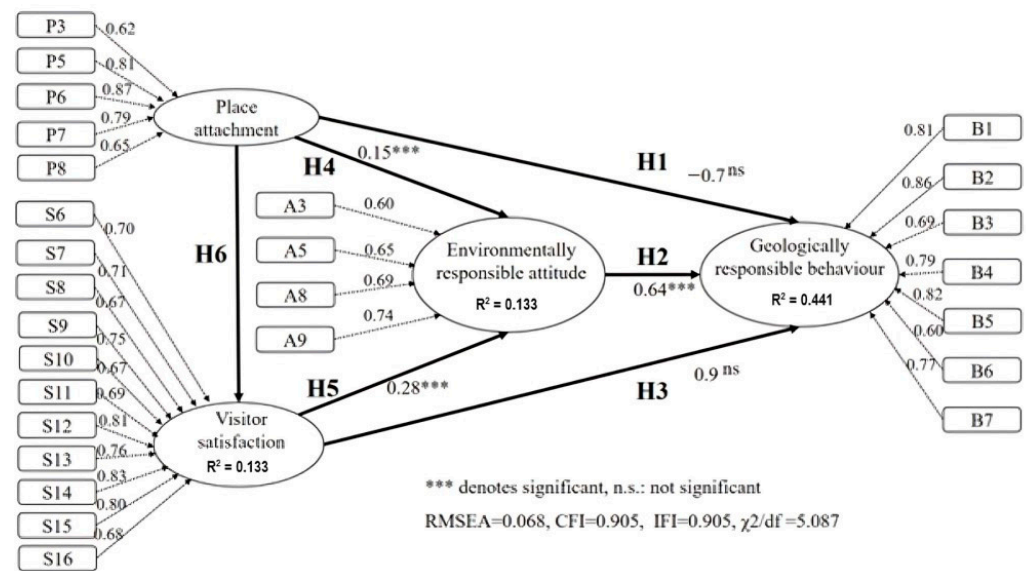 P3
0.62
P5
0.81
P6
0.87
P7
0.79
P8
0.65
Place
attachment
H4
0.15***
H1
−0.7 ns
H6
S6
0.70
S7
0.71
S8
0.67
S9
0.75
S10
0.67
S11
0.69
S12
0.81
S13
0.76
S14
0.83
S15
0.80
S16
0.68
A3
0.60
A5
0.65
A8
0.69
A9
0.74
Environmentally
responsible attitude
R² = 0.133
H2
0.64***
Geologically
responsible behaviour
R² = 0.441
B1
0.81
B2
0.86
B3
0.69
B4
0.79
B5
0.82
B6
0.60
B7
0.77
H5
0.28***
H3
0.9 ns
Visitor
satisfaction
R² = 0.133
*** denotes significant, n.s.: not significant
RMSEA=0.068, CFI=0.905, IFI=0.905, χ2/df =5.087